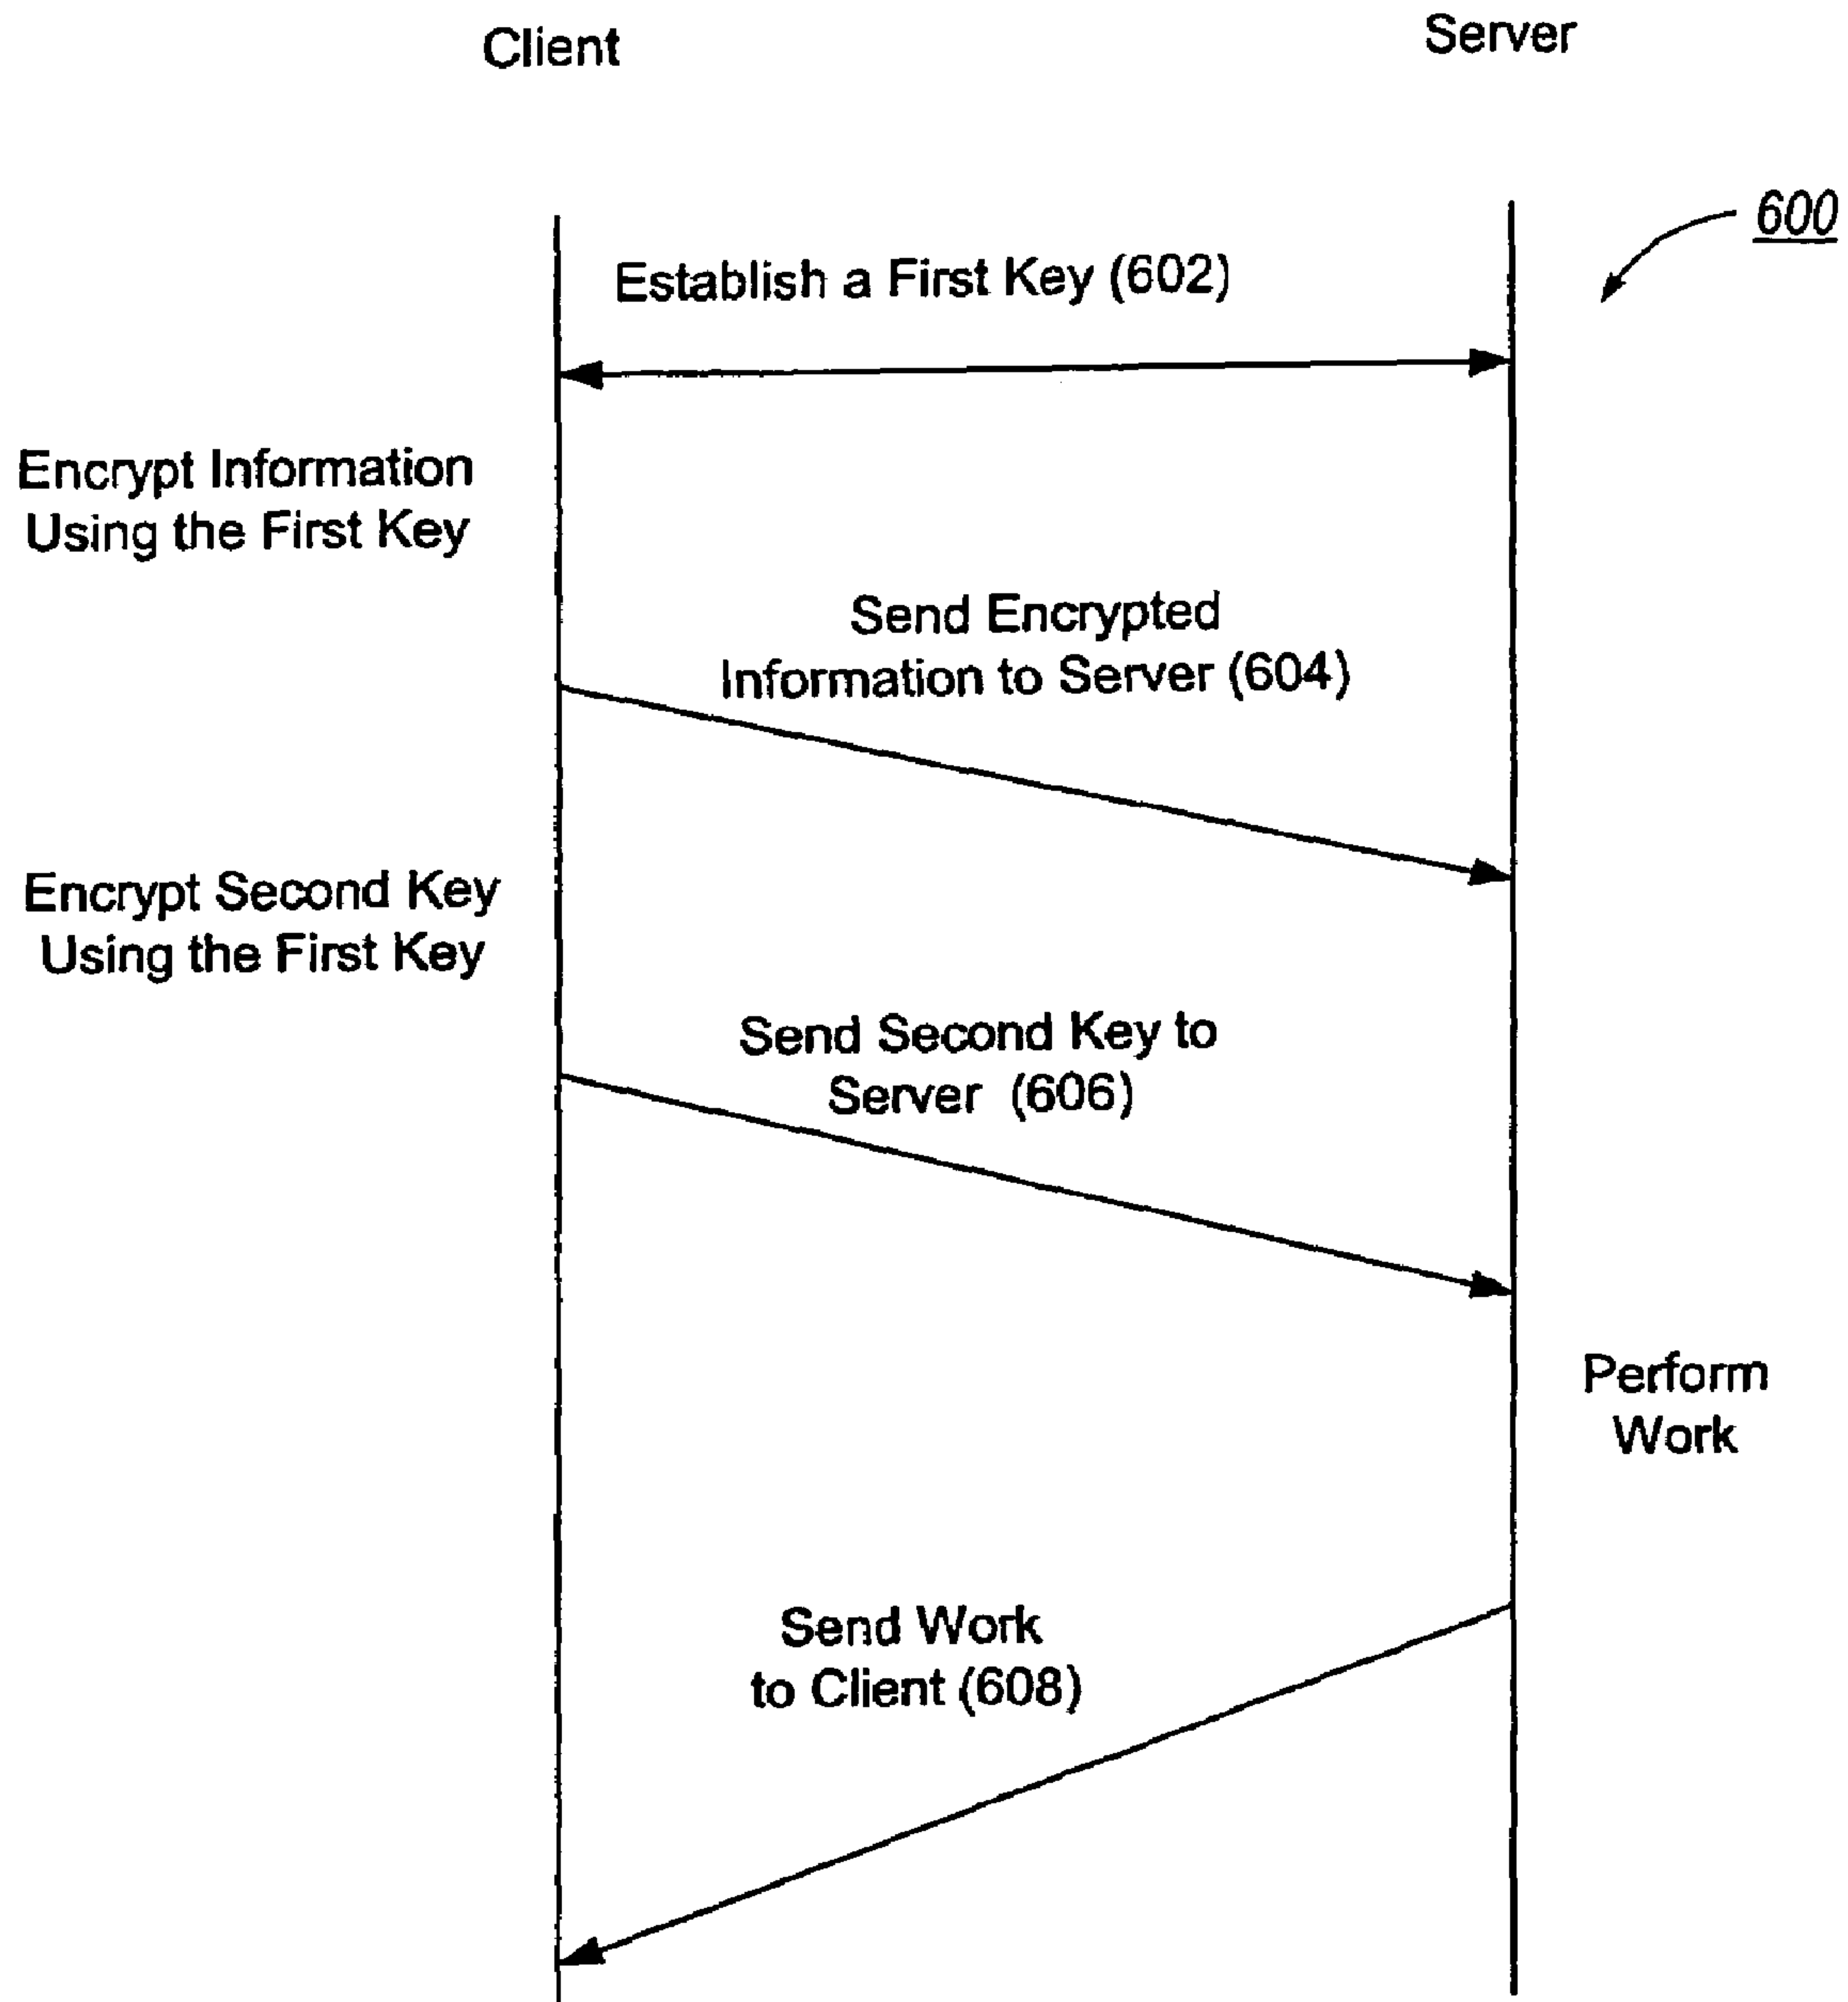 Client
Server
600
Establish a First Key (602)
Encrypt Information
Using the First Key
Send Encrypted
Information to Server (604)
Encrypt Second Key
Using the First Key
Send Second Key to
Server (606)
Perform
Work
Send Work
to Client (608)